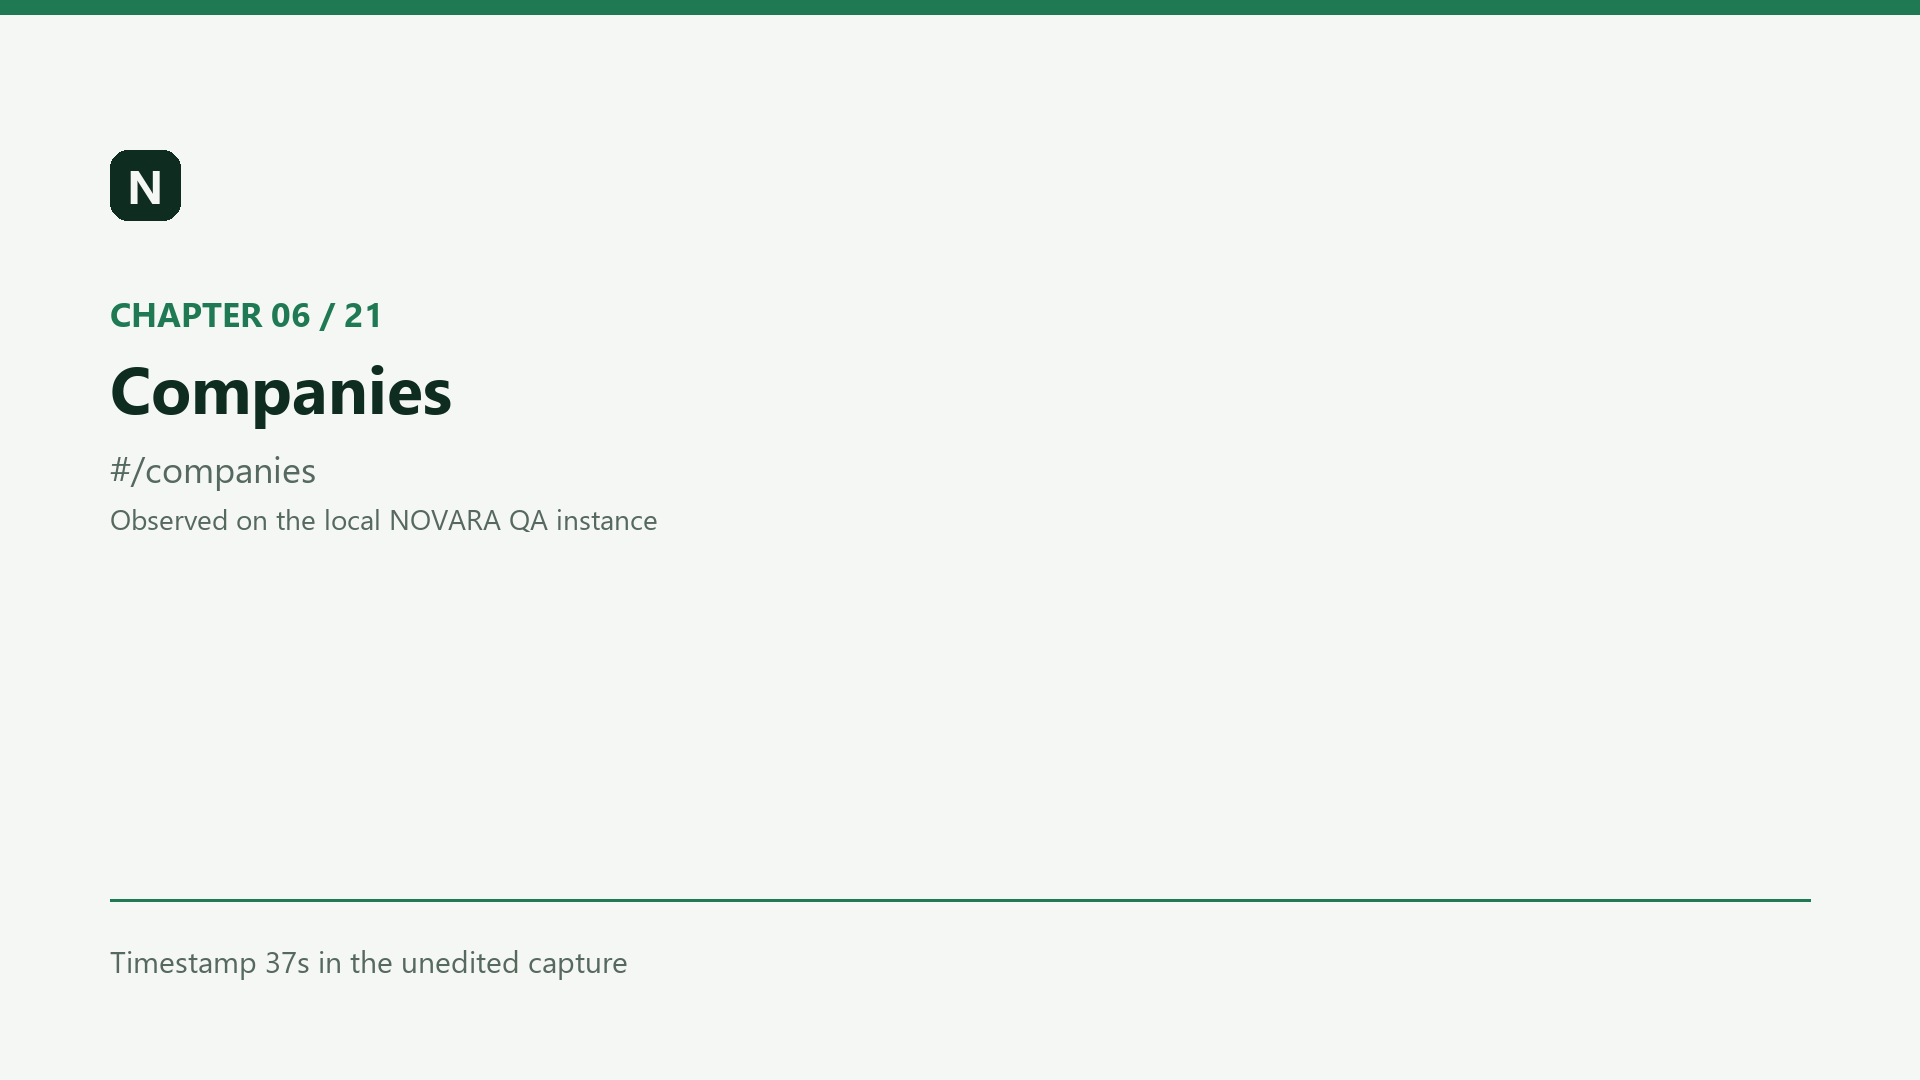 N
CHAPTER 06 / 21
Companies
#/companies
Observed on the local NOVARA QA instance
Timestamp 37s in the unedited capture